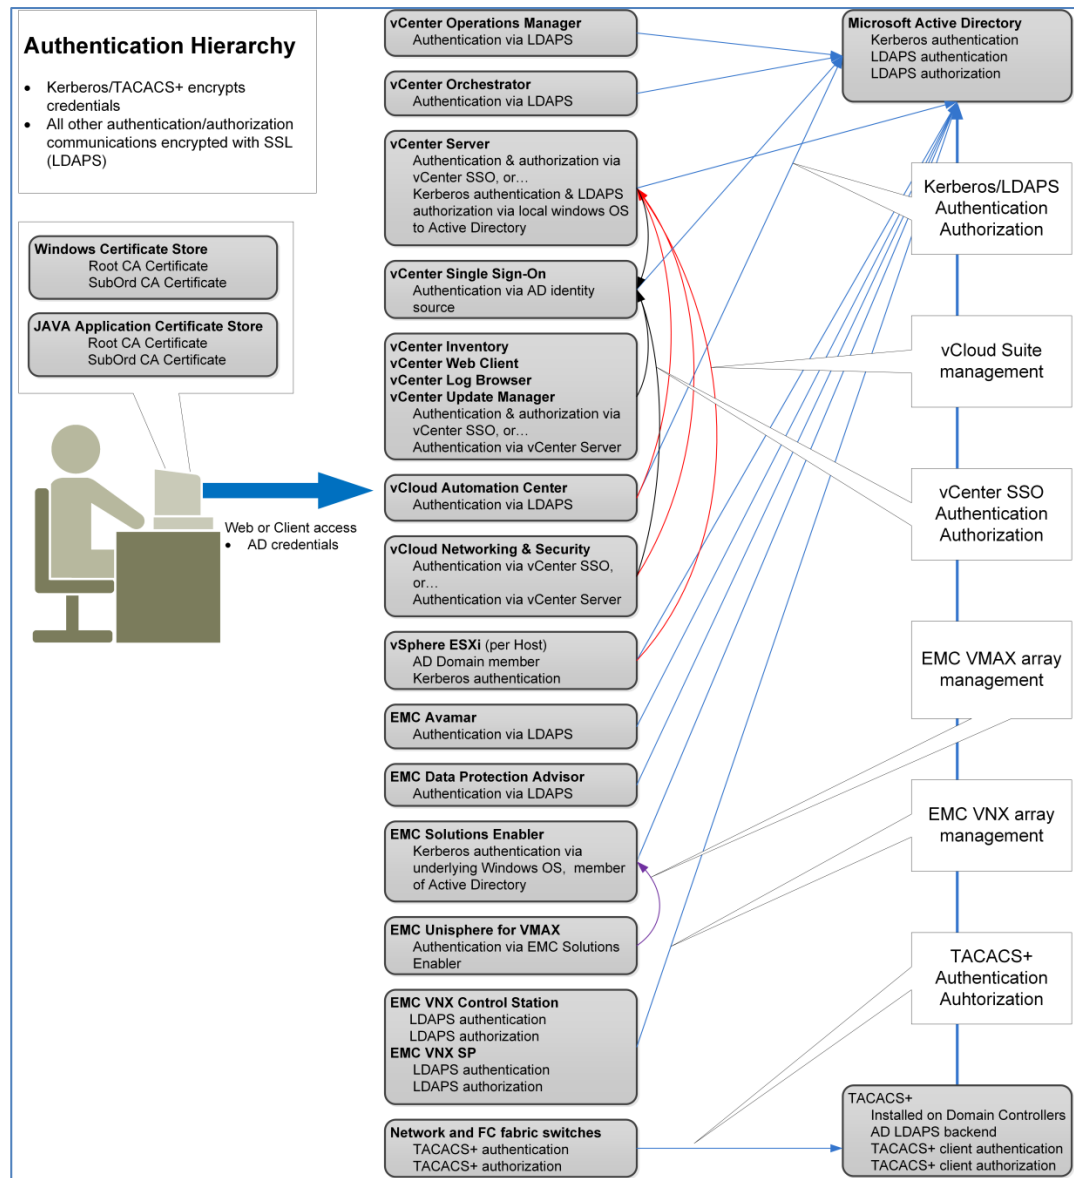 Authentication Hierarchy
• Kerberos/TACACS+ encrypts
credentials
• All other authentication/authorization
communications encrypted with SSL
(LDAPS)
Windows Certificate Store
Root CA Certificate
SubOrd CA Certificate
JAVA Application Certificate Store
Root CA Certificate
SubOrd CA Certificate
Web or Client access
• AD credentials
vCenter Operations Manager
Authentication via LDAPS
vCenter Orchestrator
Authentication via LDAPS
vCenter Server
Authentication & authorization via
vCenter SSO, or…
Kerberos authentication & LDAPS
authorization via local windows OS
to Active Directory
vCenter Single Sign-On
Authentication via AD identity
source
vCenter Inventory
vCenter Web Client
vCenter Log Browser
vCenter Update Manager
Authentication & authorization via
vCenter SSO, or…
Authentication via vCenter Server
vCloud Automation Center
Authentication via LDAPS
vCloud Networking & Security
Authentication via vCenter SSO,
or…
Authentication via vCenter Server
vSphere ESXi (per Host)
AD Domain member
Kerberos authentication
EMC Avamar
Authentication via LDAPS
EMC Data Protection Advisor
Authentication via LDAPS
EMC Solutions Enabler
Kerberos authentication via
underlying Windows OS, member
of Active Directory
EMC Unisphere for VMAX
Authentication via EMC Solutions
Enabler
EMC VNX Control Station
LDAPS authentication
LDAPS authorization
EMC VNX SP
LDAPS authentication
LDAPS authorization
Network and FC fabric switches
TACACS+ authentication
TACACS+ authorization
Microsoft Active Directory
Kerberos authentication
LDAPS authentication
LDAPS authorization
Kerberos/LDAPS
Authentication
Authorization
vCloud Suite
management
vCenter SSO
Authentication
Authorization
EMC VMAX array
management
EMC VNX array
management
TACACS+
Authentication
Auhtorization
TACACS+
Installed on Domain Controllers
AD LDAPS backend
TACACS+ client authentication
TACACS+ client authorization